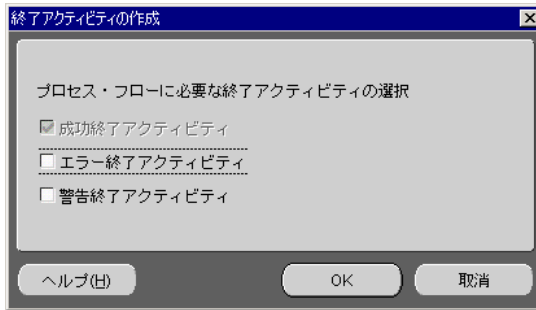 終了アクティビティの作成
プロセス・フローに必要な終了アクティビティの選択
成功終了アクティビティ
エラー終了アクティビティ
警告終了アクティビティ
ヘルプ(H)
OK
取消